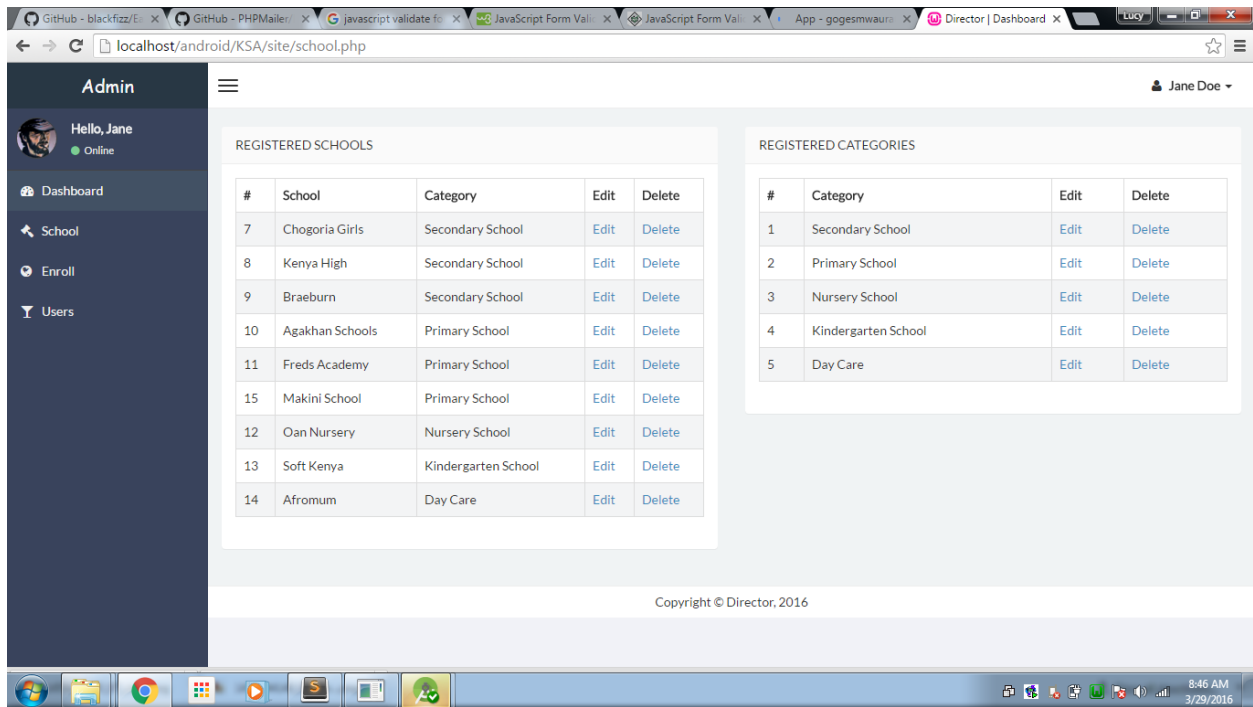 GitHub - blackfizz/Ea
GitHub - PHPMailer/
javascript validate fo
JavaScript Form Valid
JavaScript Form Valid
App - gogesmwaura
Director | Dashboard
Lucy
localhost/android/KSA/site/school.php
Admin
Jane Doe
Hello, Jane
Online
Dashboard
School
Enroll
Users
REGISTERED SCHOOLS
# School Category Edit Delete
7 Chogoria Girls Secondary School Edit Delete
8 Kenya High Secondary School Edit Delete
9 Braeburn Secondary School Edit Delete
10 Agakhan Schools Primary School Edit Delete
11 Freds Academy Primary School Edit Delete
15 Makini School Primary School Edit Delete
12 Oan Nursery Nursery School Edit Delete
13 Soft Kenya Kindergarten School Edit Delete
14 Afromum Day Care Edit Delete
REGISTERED CATEGORIES
# Category Edit Delete
1 Secondary School Edit Delete
2 Primary School Edit Delete
3 Nursery School Edit Delete
4 Kindergarten School Edit Delete
5 Day Care Edit Delete
Copyright © Director, 2016
8:46 AM
3/29/2016